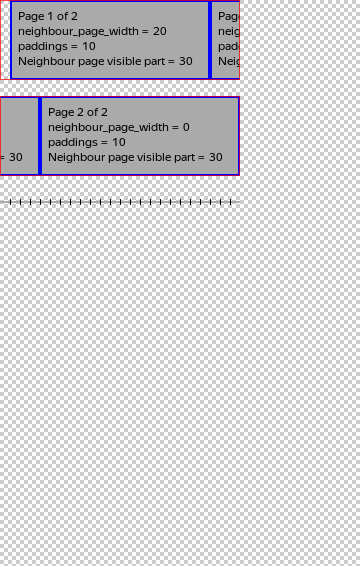 Page 1 of 2
neighbour_page_width = 20
paddings = 10
Neighbour page visible part = 30
Pag
neig
pad
Neig
Page 2 of 2
neighbour_page_width = 0
paddings = 10
= 30
Neighbour page visible part = 30